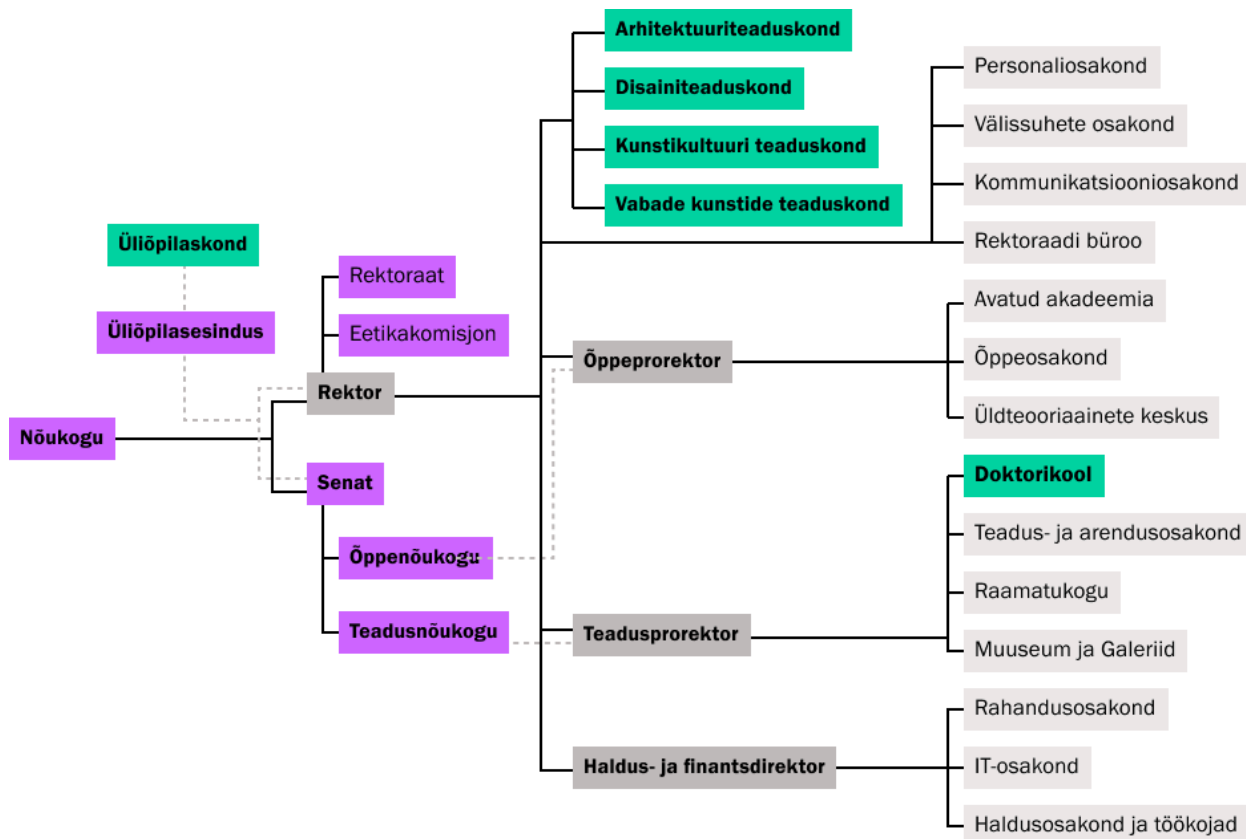 Arhitektuuriteaduskond
Disainiteaduskond
Kunstikultuuri teaduskond
Vabade kunstide teaduskond
Personaliosakond
Välissuhete osakond
Kommunikatsiooniosakond
Rektoraadi büroo
Üliõpilaskond
Üliõpilasesindus
Rektoraat
Eetikakomisjon
Rektor
Nõukogu
Senat
Õppenõukogu
Teadusnõukogu
Õppeprorektor
Avatud akadeemia
Õppeosakond
Üldteooriaainete keskus
Teadusprorektor
Doktorikool
Teadus- ja arendusosakond
Raamatukogu
Muuseum ja Galeriid
Haldus- ja finantsdirektor
Rahandusosakond
IT-osakond
Haldusosakond ja töökojad